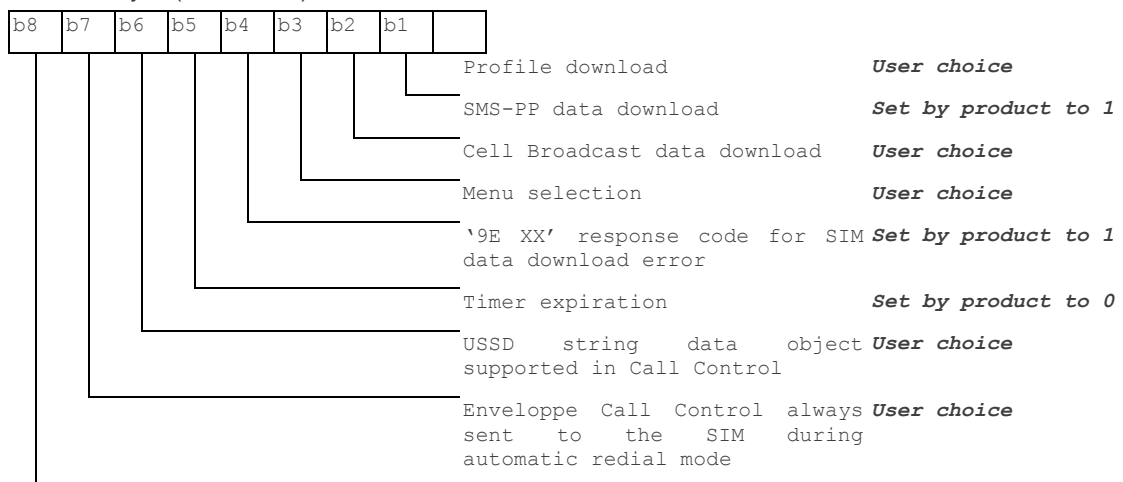 b8 b7 b6 b5 b4 b3 b2 b1
Profile download User choice
SMS-PP data download Set by product to 1
Cell Broadcast data download User choice
Menu selection User choice
‘9E XX’ response code for SIM Set by product to 1
data download error
Timer expiration Set by product to 0
USSD string data object User choice
supported in Call Control
Enveloppe Call Control always User choice
sent to the SIM during
automatic redial mode